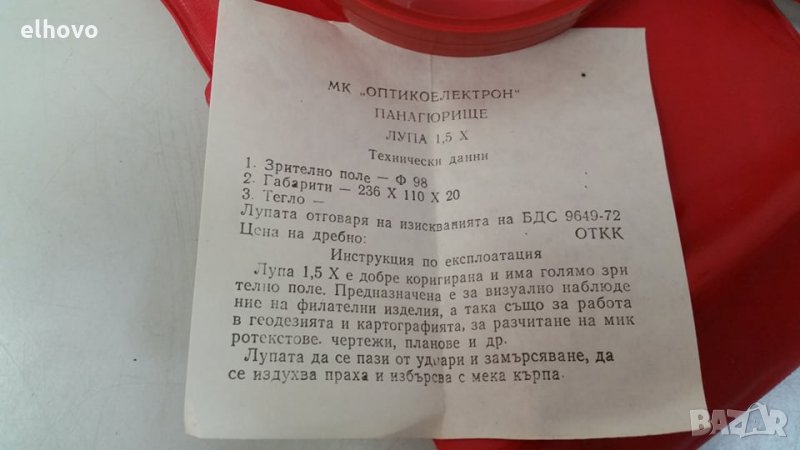 elhovo
МК „ОПТИКОЕЛЕКТРОН"
ПАНАГЮРИЩЕ
ЛУПА 1,5 Х
Технически данни
1. Зрително поле — Ф 98
2. Габарити — 236 Х 110 Х 20
3. Тегло —
Лупата отговаря на изискванията на БДС 9649-72
Цена на дребно: ОТКК
Инструкция по експлоатация
Лупа 1,5 Х е добре коригирана и има голямо зри
телно поле. Предназначена е за визуално наблюде
ние на филателни изделия, а така също за работа
в геодезията и картографията, за разчитане на мик
ротекстове. чертежи, планове и др.
Лупата да се пази от удари и замърсяване, да
се издухва праха и избърсва с мека кърпа.
BAZAR